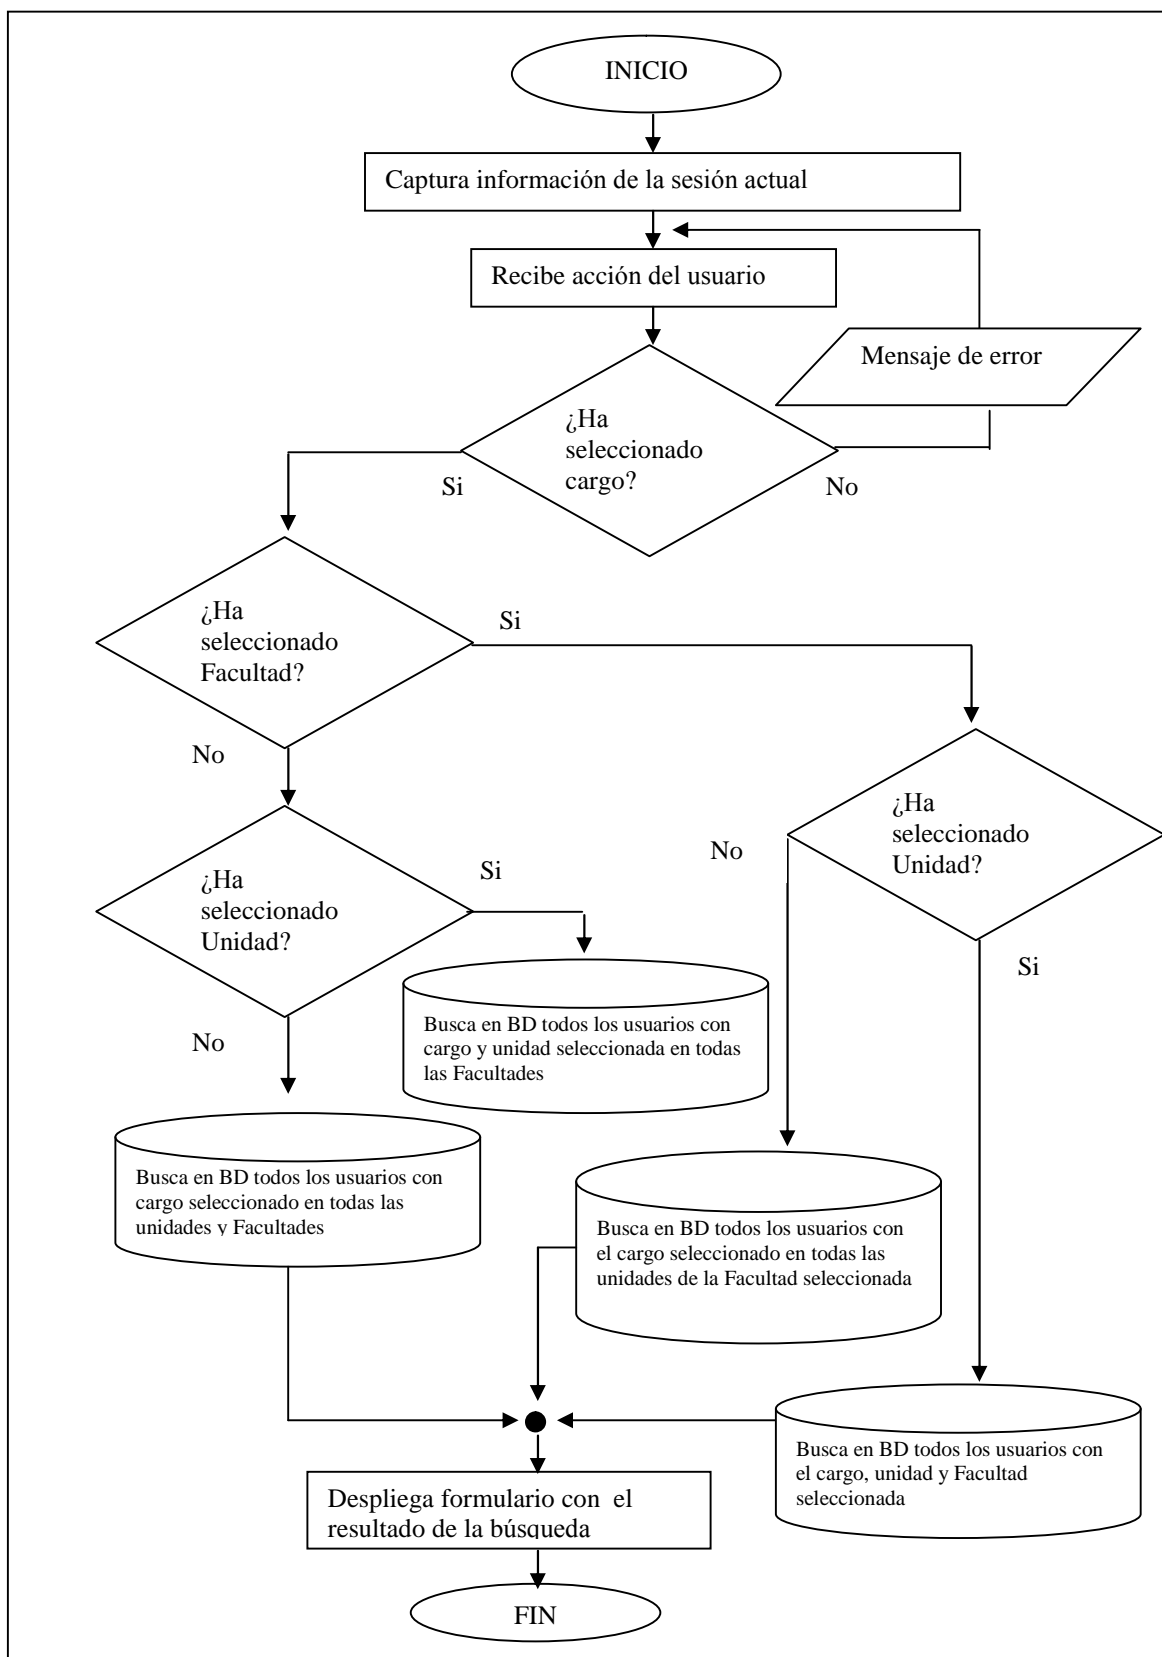 INICIO
Captura información de la sesión actual
Recibe acción del usuario
Mensaje de error
¿Ha
seleccionado
cargo?
Si
No
¿Ha
seleccionado
Facultad?
Si
No
¿Ha
seleccionado
Unidad?
No
Si
¿Ha
seleccionado
Unidad?
Si
No
Busca en BD todos los usuarios con
cargo y unidad seleccionada en todas
las Facultades
Busca en BD todos los usuarios con
cargo seleccionado en todas las
unidades y Facultades
Busca en BD todos los usuarios con
el cargo seleccionado en todas las
unidades de la Facultad seleccionada
Busca en BD todos los usuarios con
el cargo, unidad y Facultad
seleccionada
Despliega formulario con  el
resultado de la búsqueda
FIN